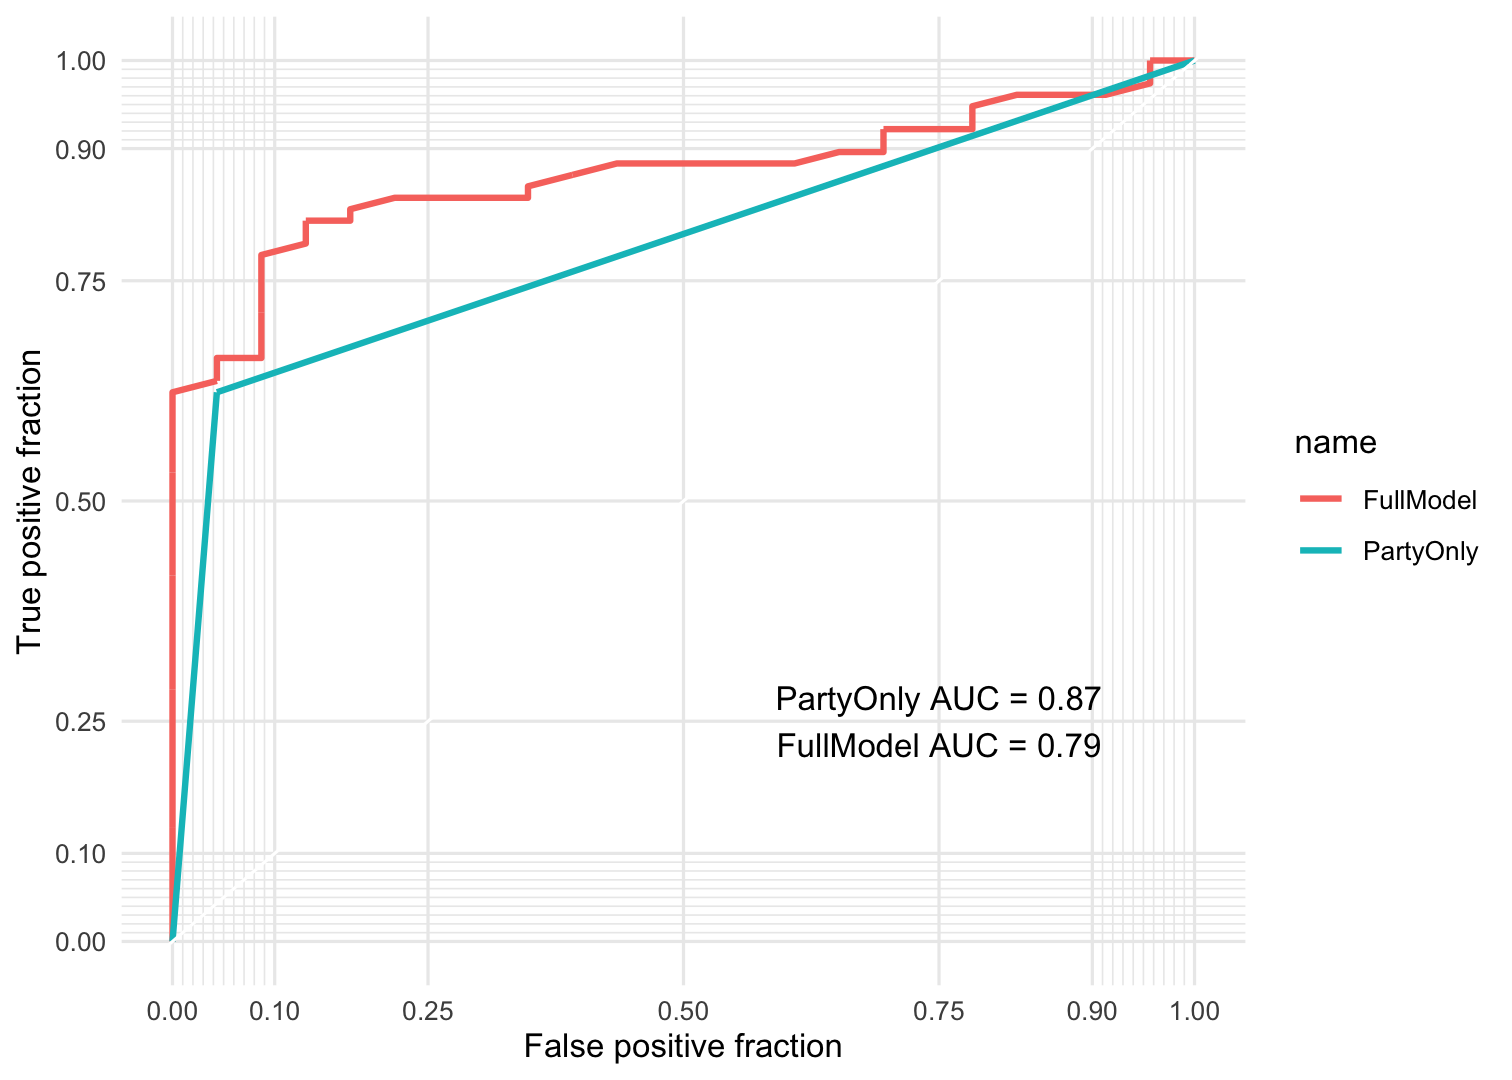 True positive fraction
1.00
0.90
0.75
0.50
0.25
0.10
0.00
PartyOnly AUC = 0.87
FullModel AUC = 0.79
0.00 0.10 0.25 0.50 0.75 0.90 1.00
False positive fraction
name
FullModel
PartyOnly